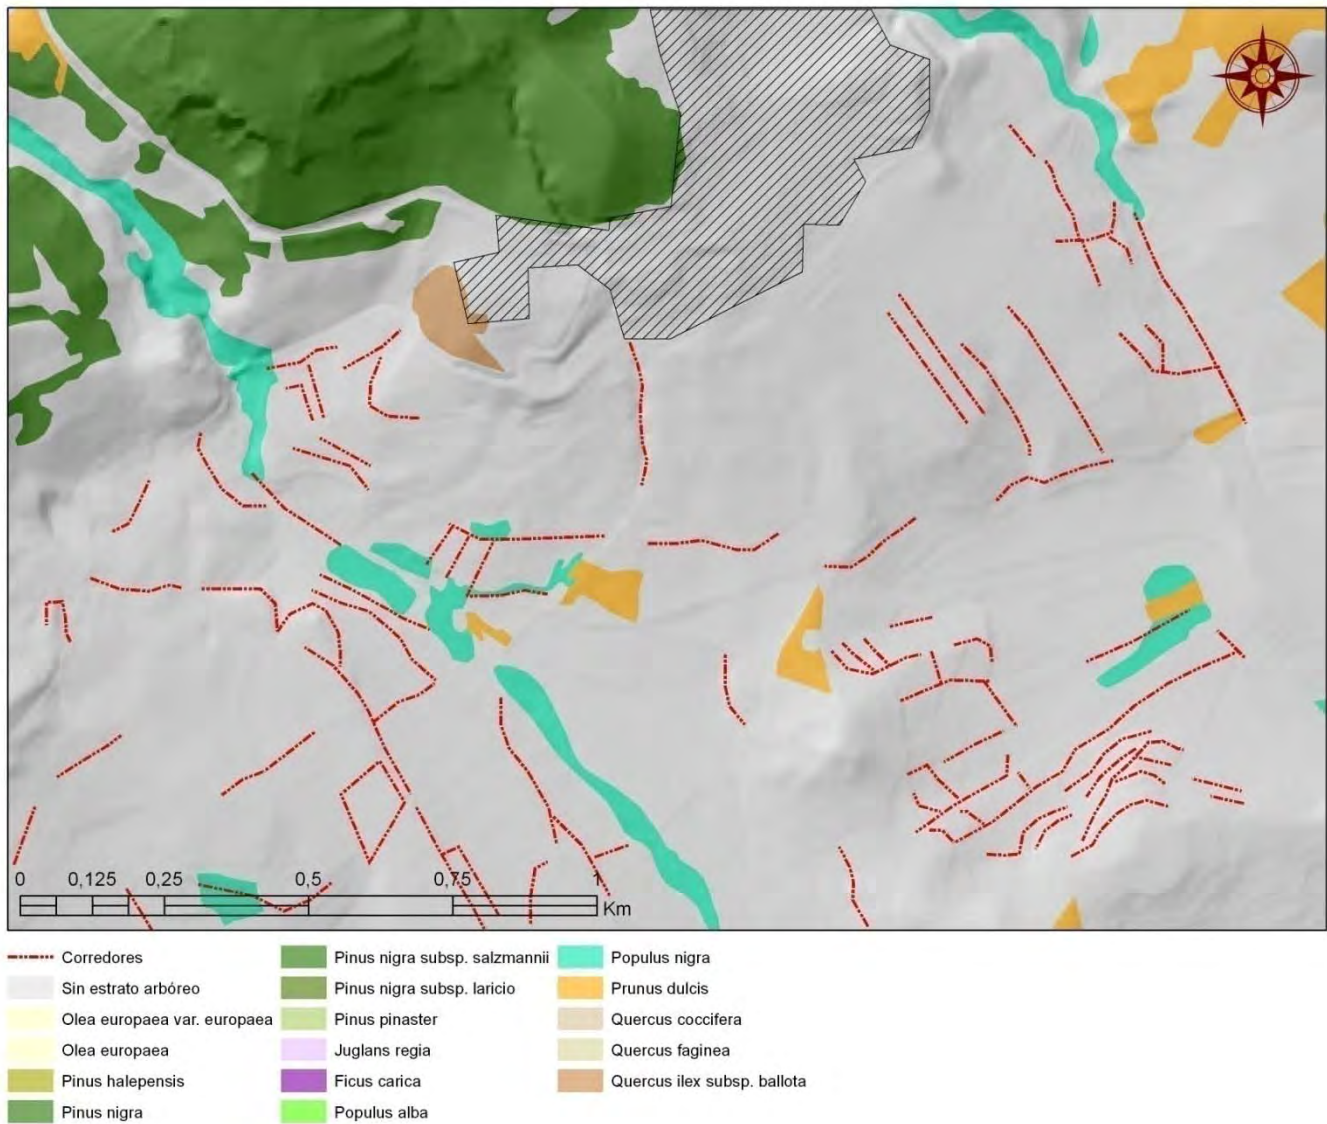 0 0,125 0,25 0,5 0,75 1
Km
Corredores
Sin estrato arbóreo
Olea europaea var. europaea
Olea europaea
Pinus halepensis
Pinus nigra
Pinus nigra subsp. salzmannii
Pinus nigra subsp. laricio
Pinus pinaster
Juglans regia
Ficus carica
Populus alba
Populus nigra
Prunus dulcis
Quercus coccifera
Quercus faginea
Quercus ilex subsp. ballota